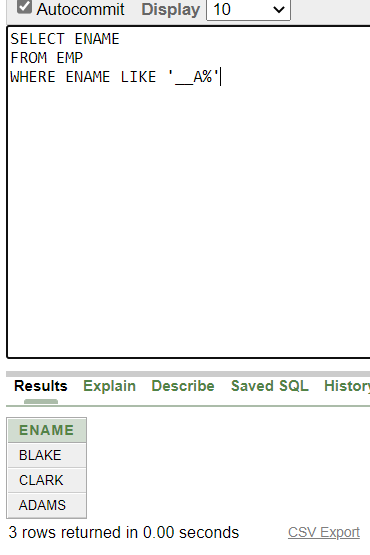 Autocommit Display 10
SELECT ENAME
FROM EMP
WHERE ENAME LIKE '__A%'
Results Explain Describe Saved SQL History
ENAME
BLAKE
CLARK
ADAMS
3 rows returned in 0.00 seconds CSV Export